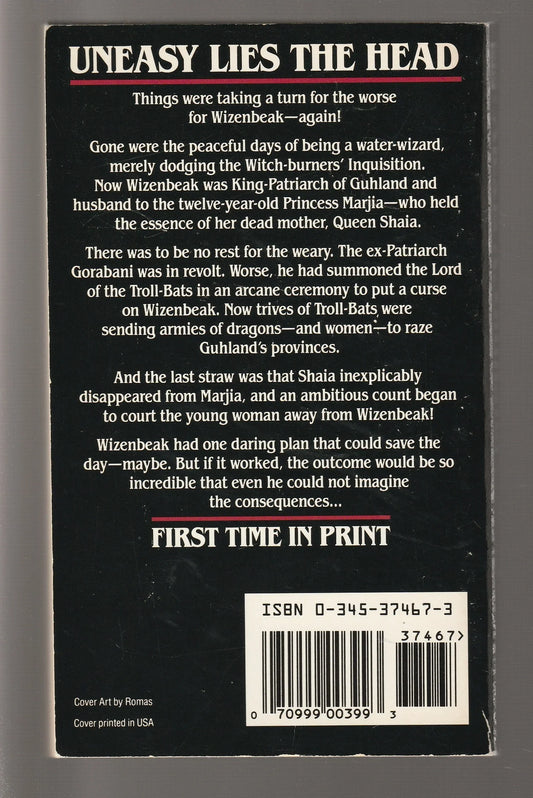 UNEASY LIES THE HEAD
Things were taking a turn for the worse
for Wizenbeak—again!
Gone were the peaceful days of being a water-wizard,
merely dodging the Witch-burners' Inquisition.
Now Wizenbeak was King-Patriarch of Guhland and
husband to the twelve-year-old Princess Marjia—who held
the essence of her dead mother, Queen Shaia.
There was to be no rest for the weary. The ex-Patriarch
Gorabani was in revolt. Worse, he had summoned the Lord
of the Troll-Bats in an arcane ceremony to put a curse
on Wizenbeak. Now trives of Troll-Bats were
sending armies of dragons—and women—to raze
Guhland's provinces.
And the last straw was that Shaia inexplicably
disappeared from Marjia, and an ambitious count began
to court the young woman away from Wizenbeak!
Wizenbeak had one daring plan that could save the
day—maybe. But if it worked, the outcome would be so
incredible that even he could not imagine
the consequences...
FIRST TIME IN PRINT
ISBN 0-345-37467-3
37467>
0 70999 00399 3
Cover Art by Romas
Cover printed in USA